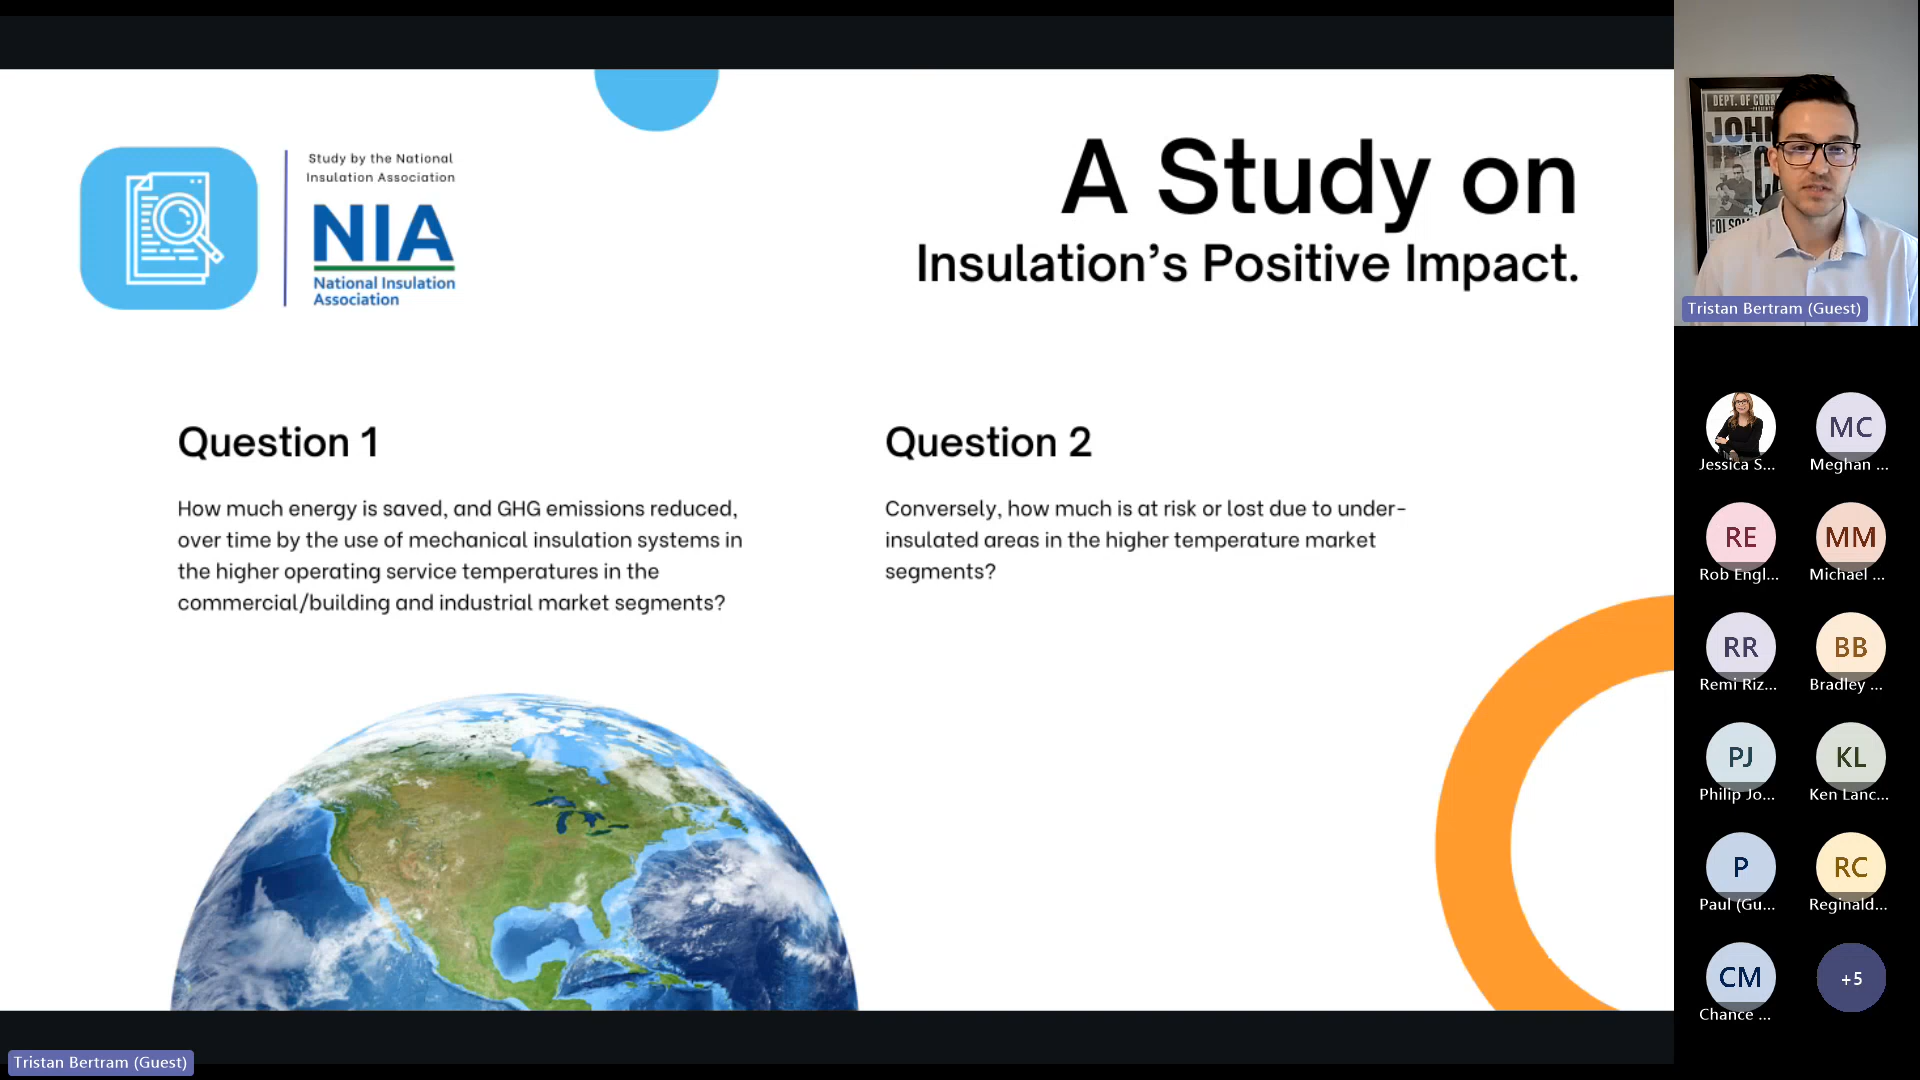 Study by the National
Insulation Association
NIA
National Insulation
Association
A Study on
Insulation’s Positive Impact.
Question 1
How much energy is saved, and GHG emissions reduced,
over time by the use of mechanical insulation systems in
the higher operating service temperatures in the
commercial/building and industrial market segments?
Question 2
Conversely, how much is at risk or lost due to under-
insulated areas in the higher temperature market
segments?
DEPT. OF CORR
JOHN
FOLSOM
Tristan Bertram (Guest)
Jessica S...
MC
Meghan ...
RE
Rob Engl...
MM
Michael ...
RR
Remi Riz...
BB
Bradley ...
PJ
Philip Jo...
KL
Ken Lanc...
P
Paul (Gu...
RC
Reginald...
CM
Chance ...
+5
Tristan Bertram (Guest)